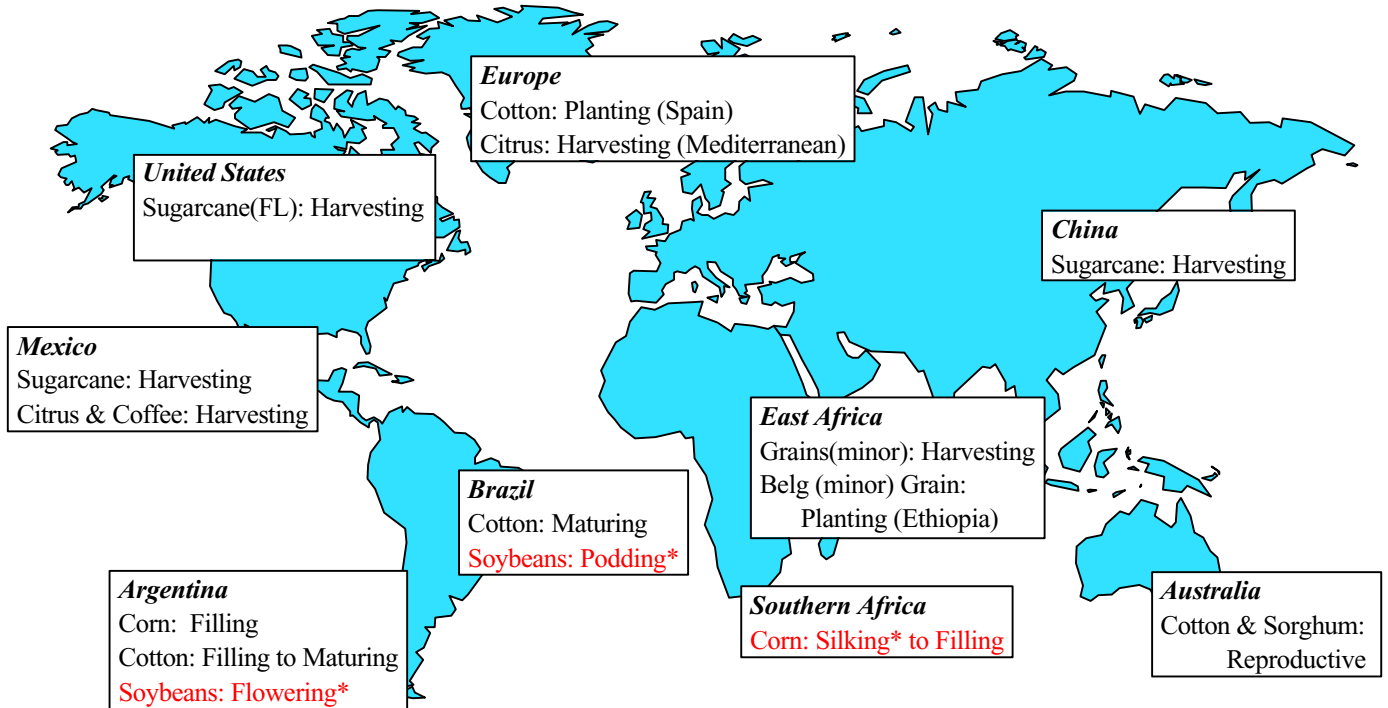 Europe
Cotton: Planting (Spain)
Citrus: Harvesting (Mediterranean)
United States
Sugarcane(FL): Harvesting
China
Sugarcane: Harvesting
Mexico
Sugarcane: Harvesting
Citrus & Coffee: Harvesting
East Africa
Grains(minor): Harvesting
Belg (minor) Grain:
Planting (Ethiopia)
Brazil
Cotton: Maturing
Soybeans: Podding*
Argentina
Corn: Filling
Cotton: Filling to Maturing
Soybeans: Flowering*
Southern Africa
Corn: Silking* to Filling
Australia
Cotton & Sorghum:
Reproductive